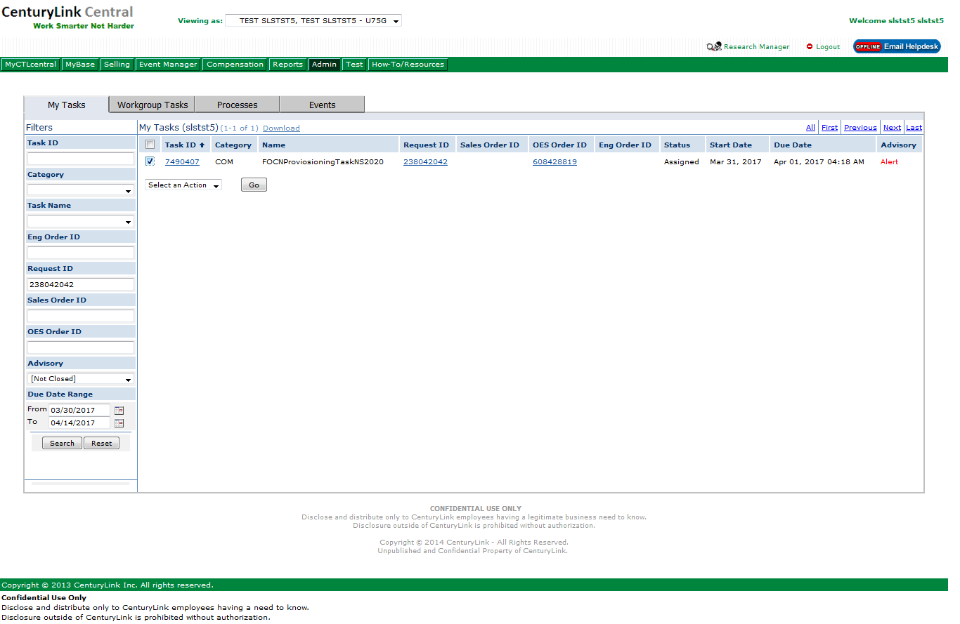 CenturyLink Central
Work Smarter Not Harder
Viewing as: TEST SLSTST5, TEST SLSTST5 - U75G
Welcome slstst5 slstst5
Research Manager Logout OFFLINE Email Helpdesk
MyCTLcentral MyBase Selling Event Manager Compensation Reports Admin Test How-To/Resources
My Tasks Workgroup Tasks Processes Events
Filters
Task ID
Category
Task Name
Eng Order ID
Request ID
238042042
Sales Order ID
OES Order ID
Advisory
[Not Closed]
Due Date Range
From 03/30/2017
To 04/14/2017
Search Reset
My Tasks (slstst5) (1-1 of 1) Download All First Previous Next Last
Task ID Category Name Request ID Sales Order ID OES Order ID Eng Order ID Status Start Date Due Date Advisory
7490407 COM FOCNProviosioningTaskNS2020 238042042 608428819 Assigned Mar 31, 2017 Apr 01, 2017 04:18 AM Alert
Select an Action Go
CONFIDENTIAL USE ONLY
Disclose and distribute only to CenturyLink employees having a legitimate business need to know.
Disclosure outside of CenturyLink is prohibited without authorization.
Copyright © 2014 CenturyLink - All Rights Reserved.
Unpublished and Confidential Property of CenturyLink.
Copyright © 2013 CenturyLink Inc. All rights reserved.
Confidential Use Only
Disclose and distribute only to CenturyLink employees having a need to know.
Disclosure outside of CenturyLink is prohibited without authorization.